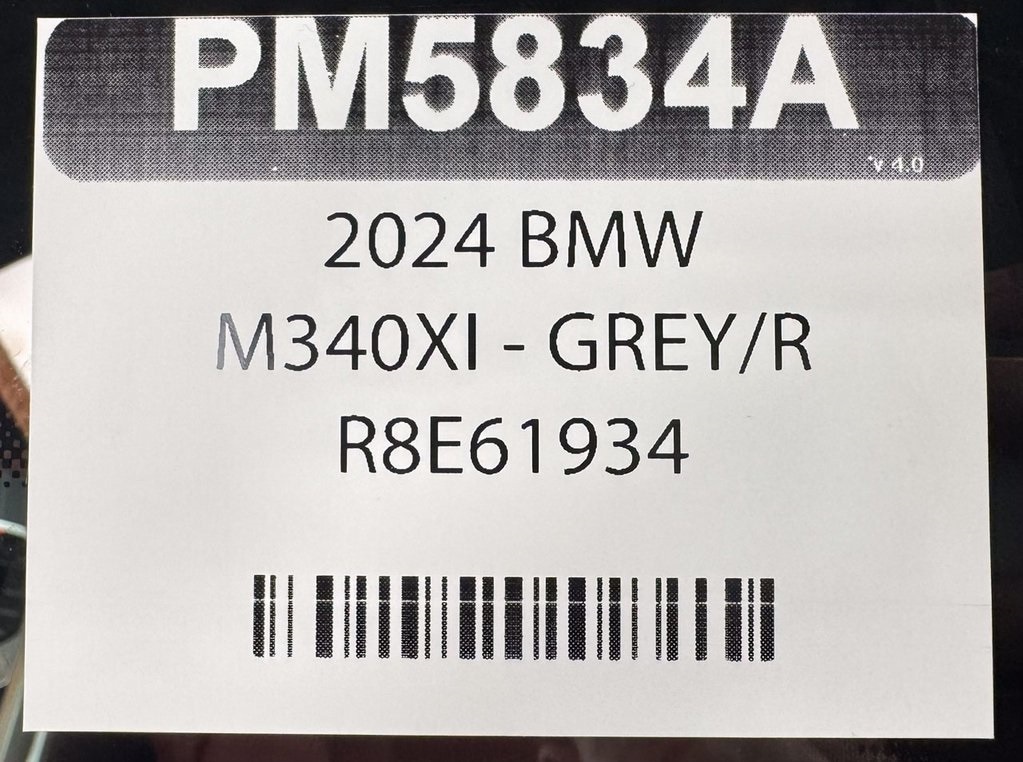 PM5834A
v 4.0
2024 BMW
M340XI - GREY/R
R8E61934